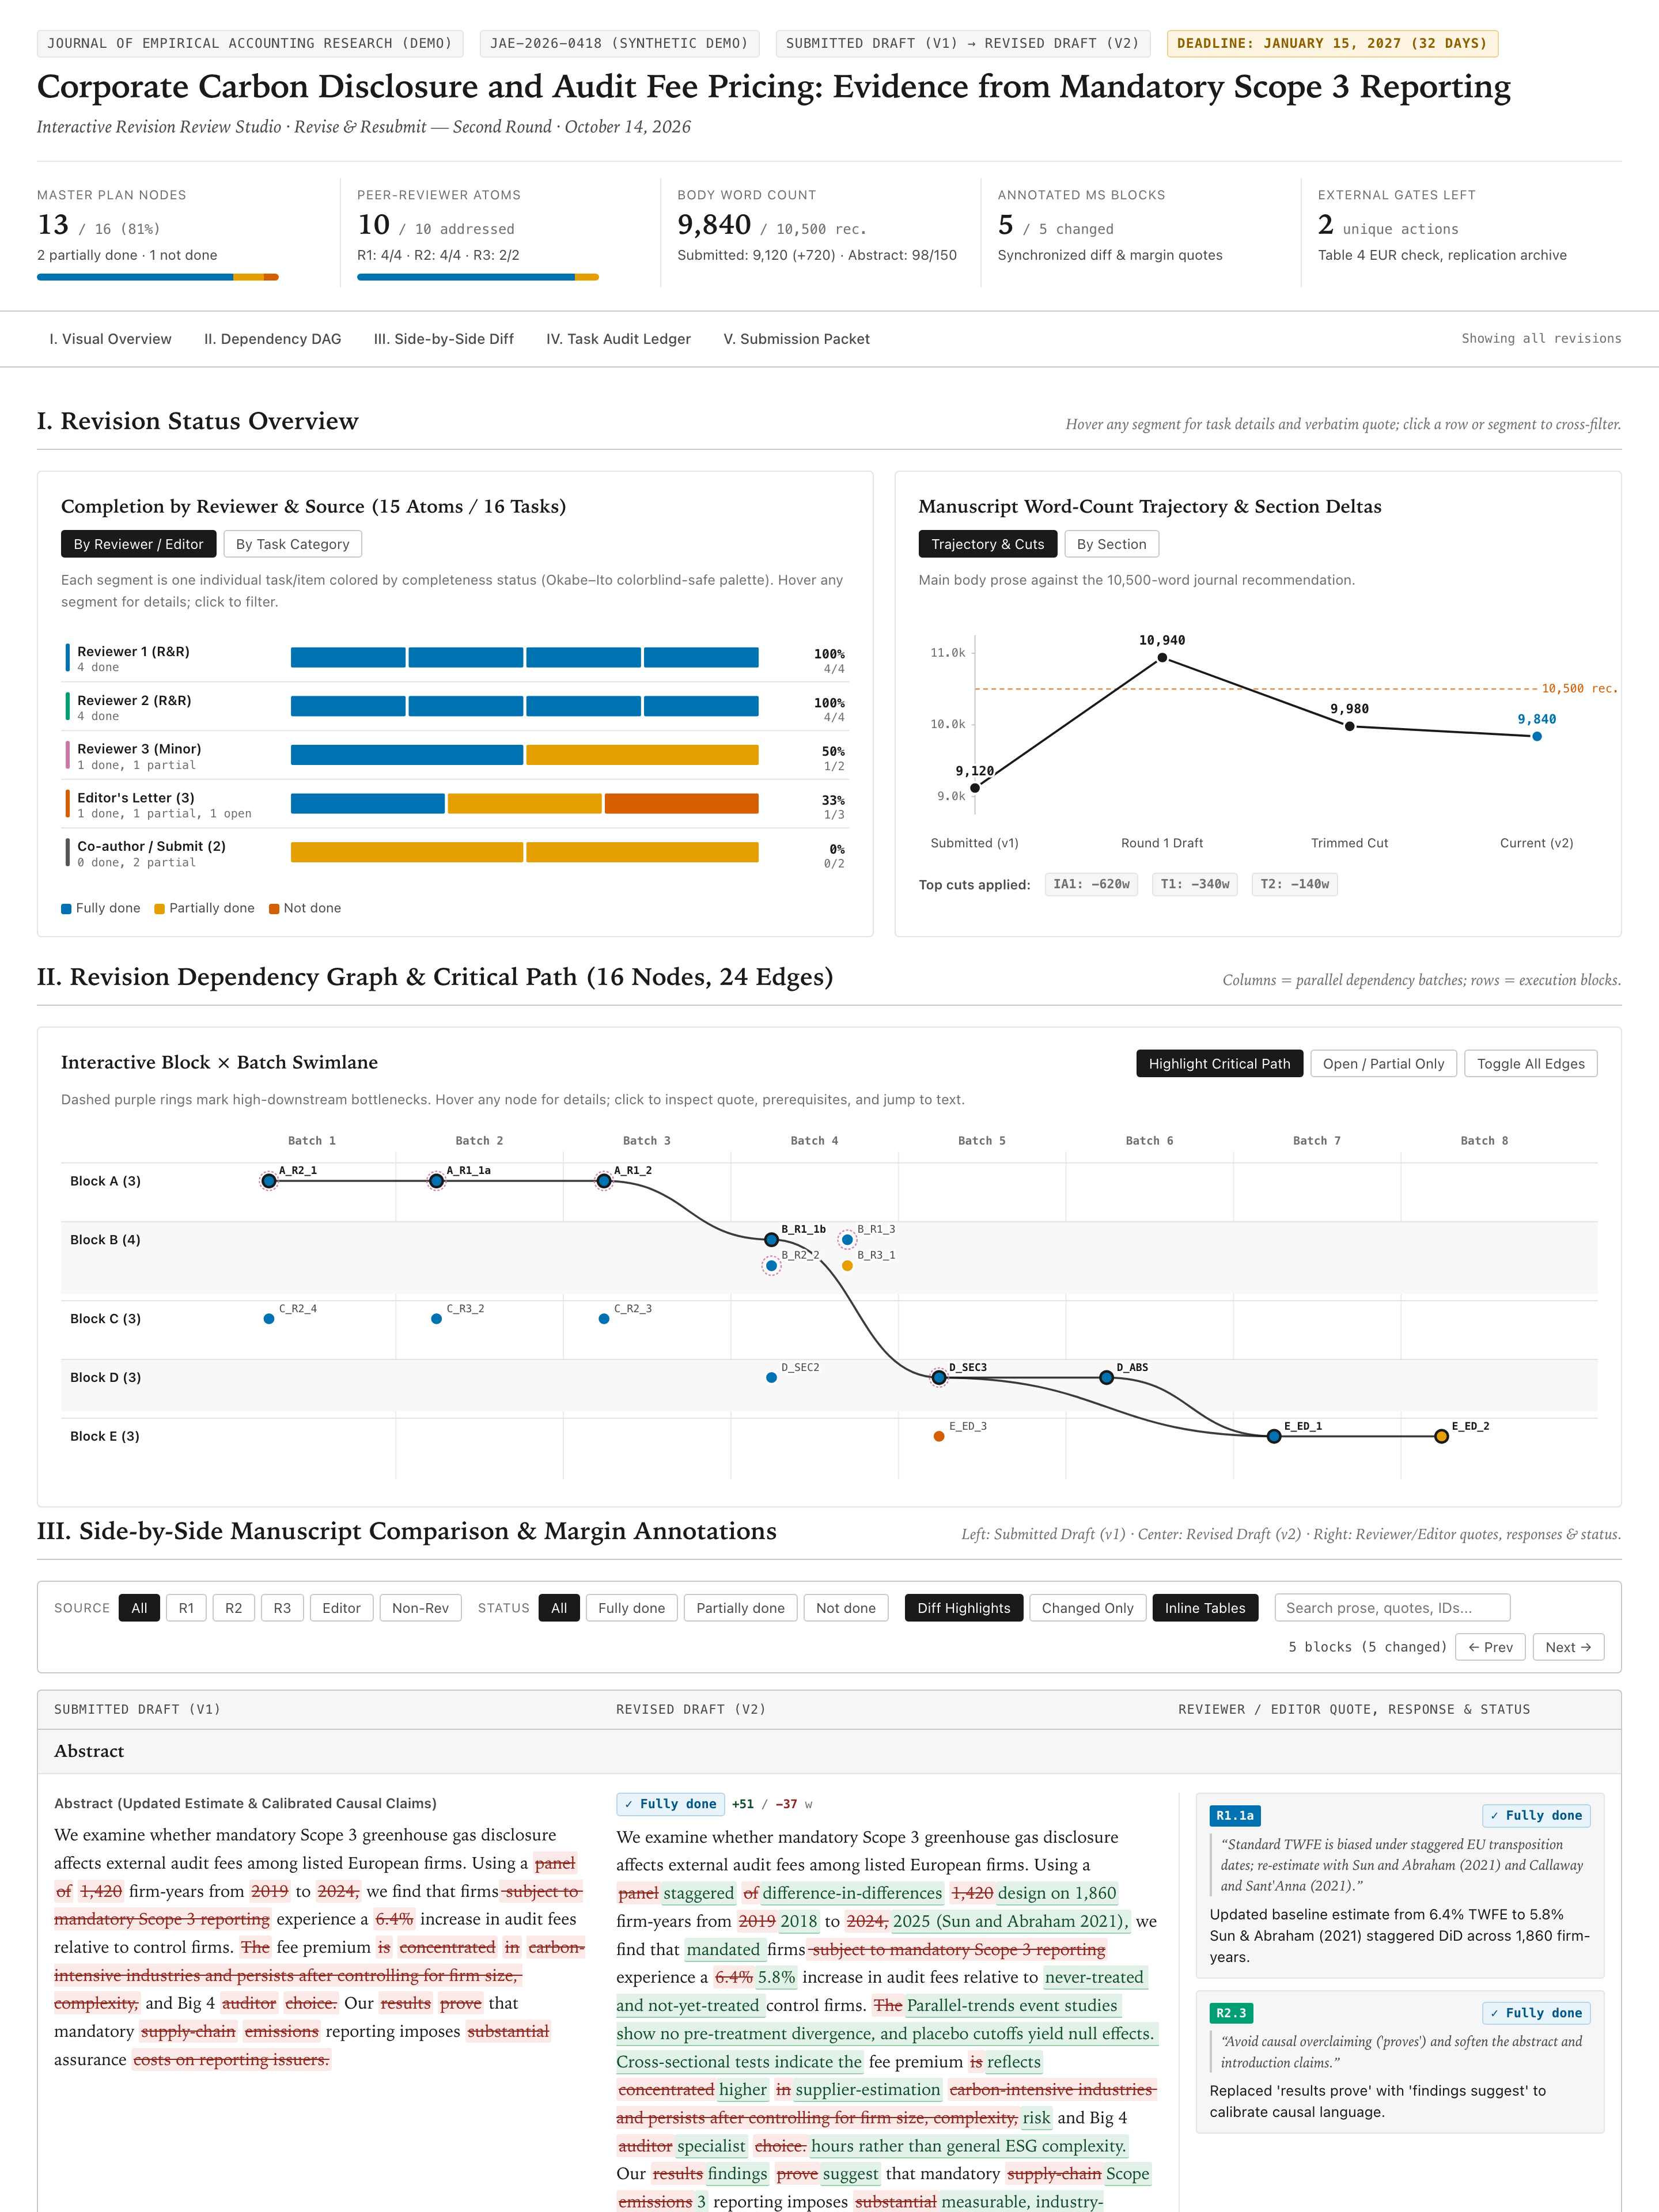 JOURNAL OF EMPIRICAL ACCOUNTING RESEARCH (DEMO)
JAE-2026-0418 (SYNTHETIC DEMO)
SUBMITTED DRAFT (V1) → REVISED DRAFT (V2)
DEADLINE: JANUARY 15, 2027 (32 DAYS)
Corporate Carbon Disclosure and Audit Fee Pricing: Evidence from Mandatory Scope 3 Reporting
Interactive Revision Review Studio · Revise & Resubmit — Second Round · October 14, 2026
MASTER PLAN NODES
13 / 16 (81%)
2 partially done · 1 not done
PEER-REVIEWER ATOMS
10 / 10 addressed
R1: 4/4 · R2: 4/4 · R3: 2/2
BODY WORD COUNT
9,840 / 10,500 rec.
Submitted: 9,120 (+720) · Abstract: 98/150
ANNOTATED MS BLOCKS
5 / 5 changed
Synchronized diff & margin quotes
EXTERNAL GATES LEFT
2 unique actions
Table 4 EUR check, replication archive
I. Visual Overview
II. Dependency DAG
III. Side-by-Side Diff
IV. Task Audit Ledger
V. Submission Packet
Showing all revisions
I. Revision Status Overview
Hover any segment for task details and verbatim quote; click a row or segment to cross-filter.
Completion by Reviewer & Source (15 Atoms / 16 Tasks)
By Reviewer / Editor
By Task Category
Each segment is one individual task/item colored by completeness status (Okabe–Ito colorblind-safe palette). Hover any
segment for details; click to filter.
Reviewer 1 (R&R)
4 done
100%
4/4
Reviewer 2 (R&R)
4 done
100%
4/4
Reviewer 3 (Minor)
1 done, 1 partial
50%
1/2
Editor's Letter (3)
1 done, 1 partial, 1 open
33%
1/3
Co-author / Submit (2)
0 done, 2 partial
0%
0/2
Fully done
Partially done
Not done
Manuscript Word-Count Trajectory & Section Deltas
Trajectory & Cuts
By Section
Main body prose against the 10,500-word journal recommendation.
11.0k
10.0k
9.0k
9,120
10,940
9,980
9,840
10,500 rec.
Submitted (v1)
Round 1 Draft
Trimmed Cut
Current (v2)
Top cuts applied:
IA1: −620w
T1: −340w
T2: −140w
II. Revision Dependency Graph & Critical Path (16 Nodes, 24 Edges)
Columns = parallel dependency batches; rows = execution blocks.
Interactive Block × Batch Swimlane
Highlight Critical Path
Open / Partial Only
Toggle All Edges
Dashed purple rings mark high-downstream bottlenecks. Hover any node for details; click to inspect quote, prerequisites, and jump to text.
Batch 1
Batch 2
Batch 3
Batch 4
Batch 5
Batch 6
Batch 7
Batch 8
Block A (3)
A_R2_1
A_R1_1a
A_R1_2
Block B (4)
B_R1_1b
B_R1_3
B_R2_2
B_R3_1
Block C (3)
C_R2_4
C_R3_2
C_R2_3
Block D (3)
D_SEC2
D_SEC3
D_ABS
Block E (3)
E_ED_3
E_ED_1
E_ED_2
III. Side-by-Side Manuscript Comparison & Margin Annotations
Left: Submitted Draft (v1) · Center: Revised Draft (v2) · Right: Reviewer/Editor quotes, responses & status.
SOURCE
All
R1
R2
R3
Editor
Non-Rev
STATUS
All
Fully done
Partially done
Not done
Diff Highlights
Changed Only
Inline Tables
Search prose, quotes, IDs...
5 blocks (5 changed)
← Prev
Next →
SUBMITTED DRAFT (V1)
REVISED DRAFT (V2)
REVIEWER / EDITOR QUOTE, RESPONSE & STATUS
Abstract
Abstract (Updated Estimate & Calibrated Causal Claims)
We examine whether mandatory Scope 3 greenhouse gas disclosure
affects external audit fees among listed European firms. Using a panel
of 1,420 firm-years from 2019 to 2024, we find that firms subject to
mandatory Scope 3 reporting experience a 6.4% increase in audit fees
relative to control firms. The fee premium is concentrated in carbon-
intensive industries and persists after controlling for firm size,
complexity, and Big 4 auditor choice. Our results prove that
mandatory supply-chain emissions reporting imposes substantial
assurance costs on reporting issuers.
✓ Fully done +51 / −37 w
We examine whether mandatory Scope 3 greenhouse gas disclosure
affects external audit fees among listed European firms. Using a
panel staggered of difference-in-differences 1,420 design on 1,860
firm-years from 2019 2018 to 2024, 2025 (Sun and Abraham 2021), we
find that mandated firms subject to mandatory Scope 3 reporting
experience a 6.4% 5.8% increase in audit fees relative to never-treated
and not-yet-treated control firms. The Parallel-trends event studies
show no pre-treatment divergence, and placebo cutoffs yield null effects.
Cross-sectional tests indicate the fee premium is reflects
concentrated higher in supplier-estimation carbon-intensive industries
and persists after controlling for firm size, complexity, risk and Big 4
auditor specialist choice. hours rather than general ESG complexity.
Our results findings prove suggest that mandatory supply-chain Scope
emissions 3 reporting imposes substantial measurable, industry-
R1.1a
✓ Fully done
“Standard TWFE is biased under staggered EU transposition
dates; re-estimate with Sun and Abraham (2021) and Callaway
and Sant'Anna (2021).”
Updated baseline estimate from 6.4% TWFE to 5.8%
Sun & Abraham (2021) staggered DiD across 1,860 firm-
years.
R2.3
✓ Fully done
“Avoid causal overclaiming ('proves') and soften the abstract and
introduction claims.”
Replaced 'results prove' with 'findings suggest' to
calibrate causal language.